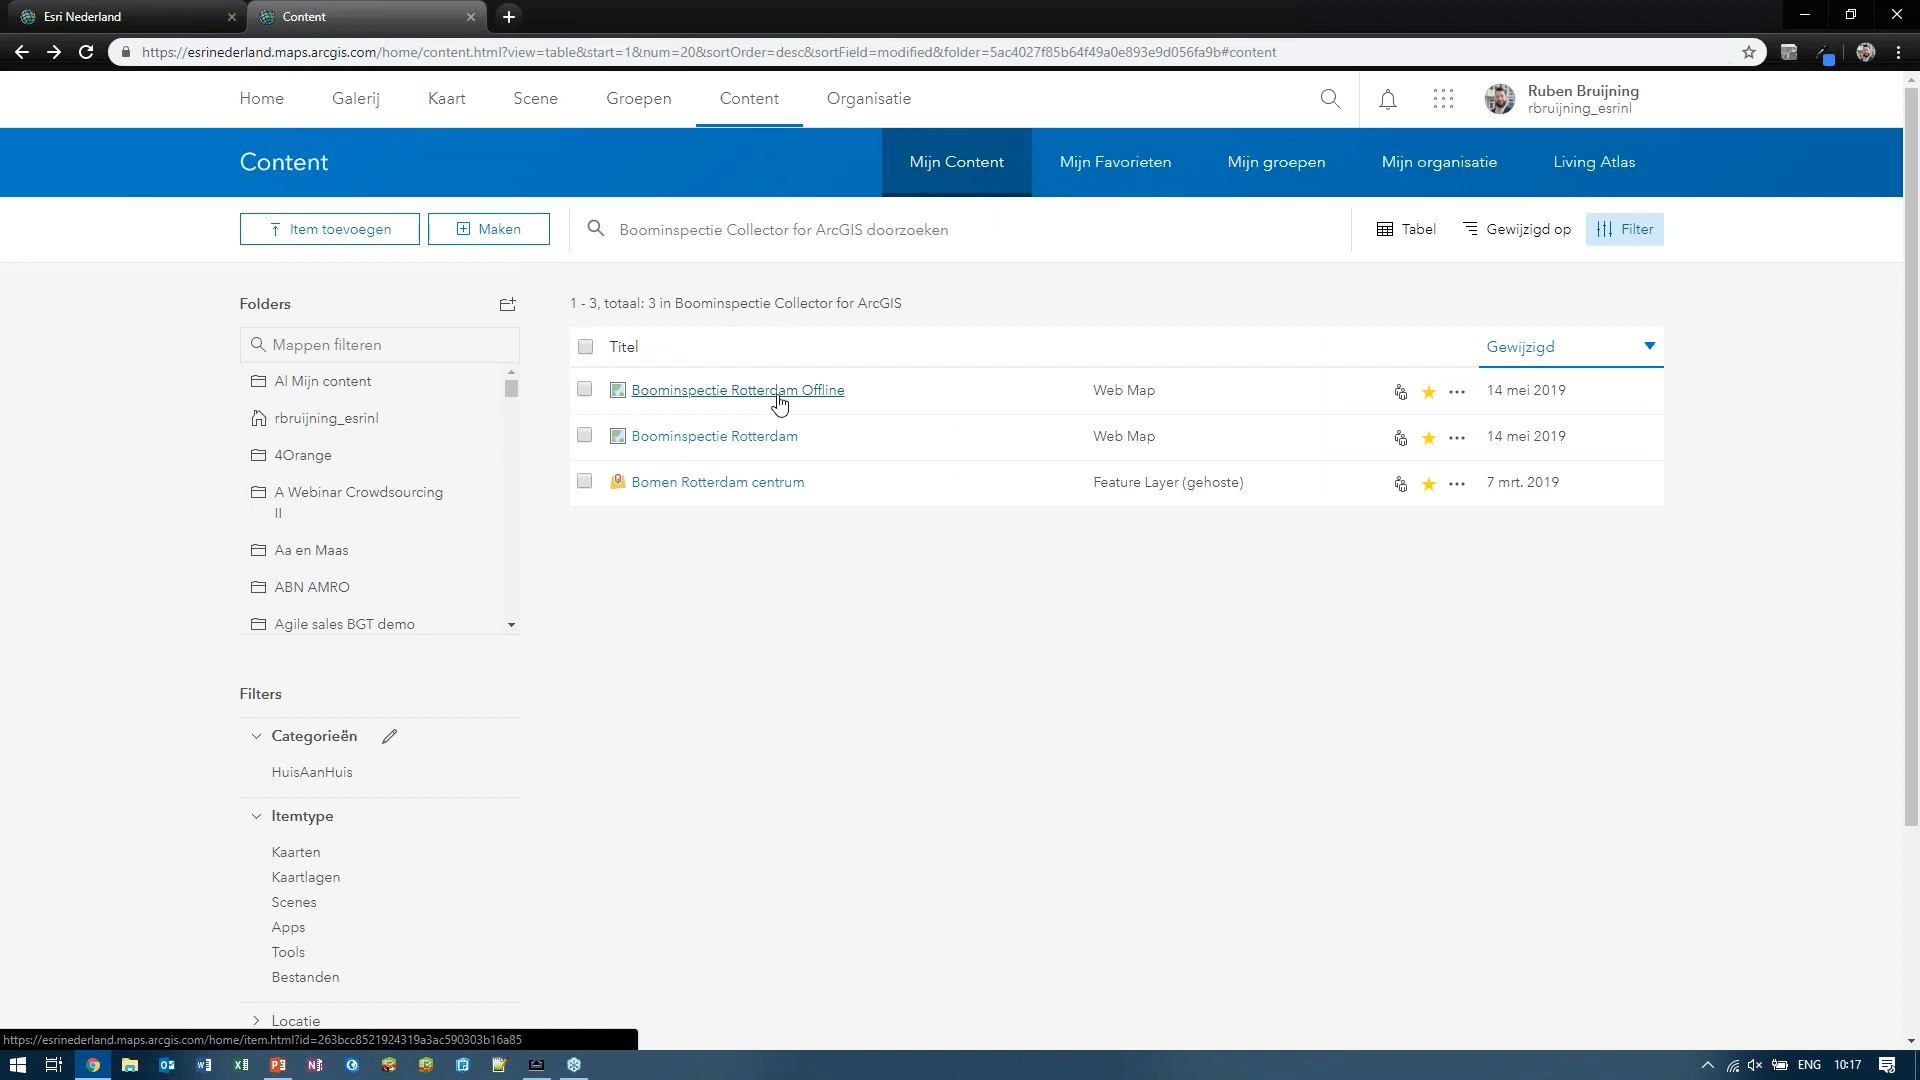 Esri Nederland
Content
https://esrinederland.maps.arcgis.com/home/content.html?view=table&start=1&num=20&sortOrder=desc&sortField=modified&folder=5ac4027f85b64f49a0e893e9d056fa9b#content
Home Galerij Kaart Scene Groepen Content Organisatie
Ruben Bruijning
rbruijning_esrinl
Content
Mijn Content Mijn Favorieten Mijn groepen Mijn organisatie Living Atlas
Item toevoegen Maken Boominspectie Collector for ArcGIS doorzoeken Tabel Gewijzigd op Filter
Folders
Mappen filteren
Al Mijn content
rbruijning_esrinl
4Orange
A Webinar Crowdsourcing
II
Aa en Maas
ABN AMRO
Agile sales BGT demo
1 - 3, totaal: 3 in Boominspectie Collector for ArcGIS
Titel Gewijzigd
Boominspectie Rotterdam Offline Web Map 14 mei 2019
Boominspectie Rotterdam Web Map 14 mei 2019
Bomen Rotterdam centrum Feature Layer (gehoste) 7 mrt. 2019
Filters
Categorieën
HuisAanHuis
Itemtype
Kaarten
Kaartlagen
Scenes
Apps
Tools
Bestanden
Locatie
https://esrinederland.maps.arcgis.com/home/item.html?id=263bcc8521924319a3ac590303b16a85
ENG 10:17